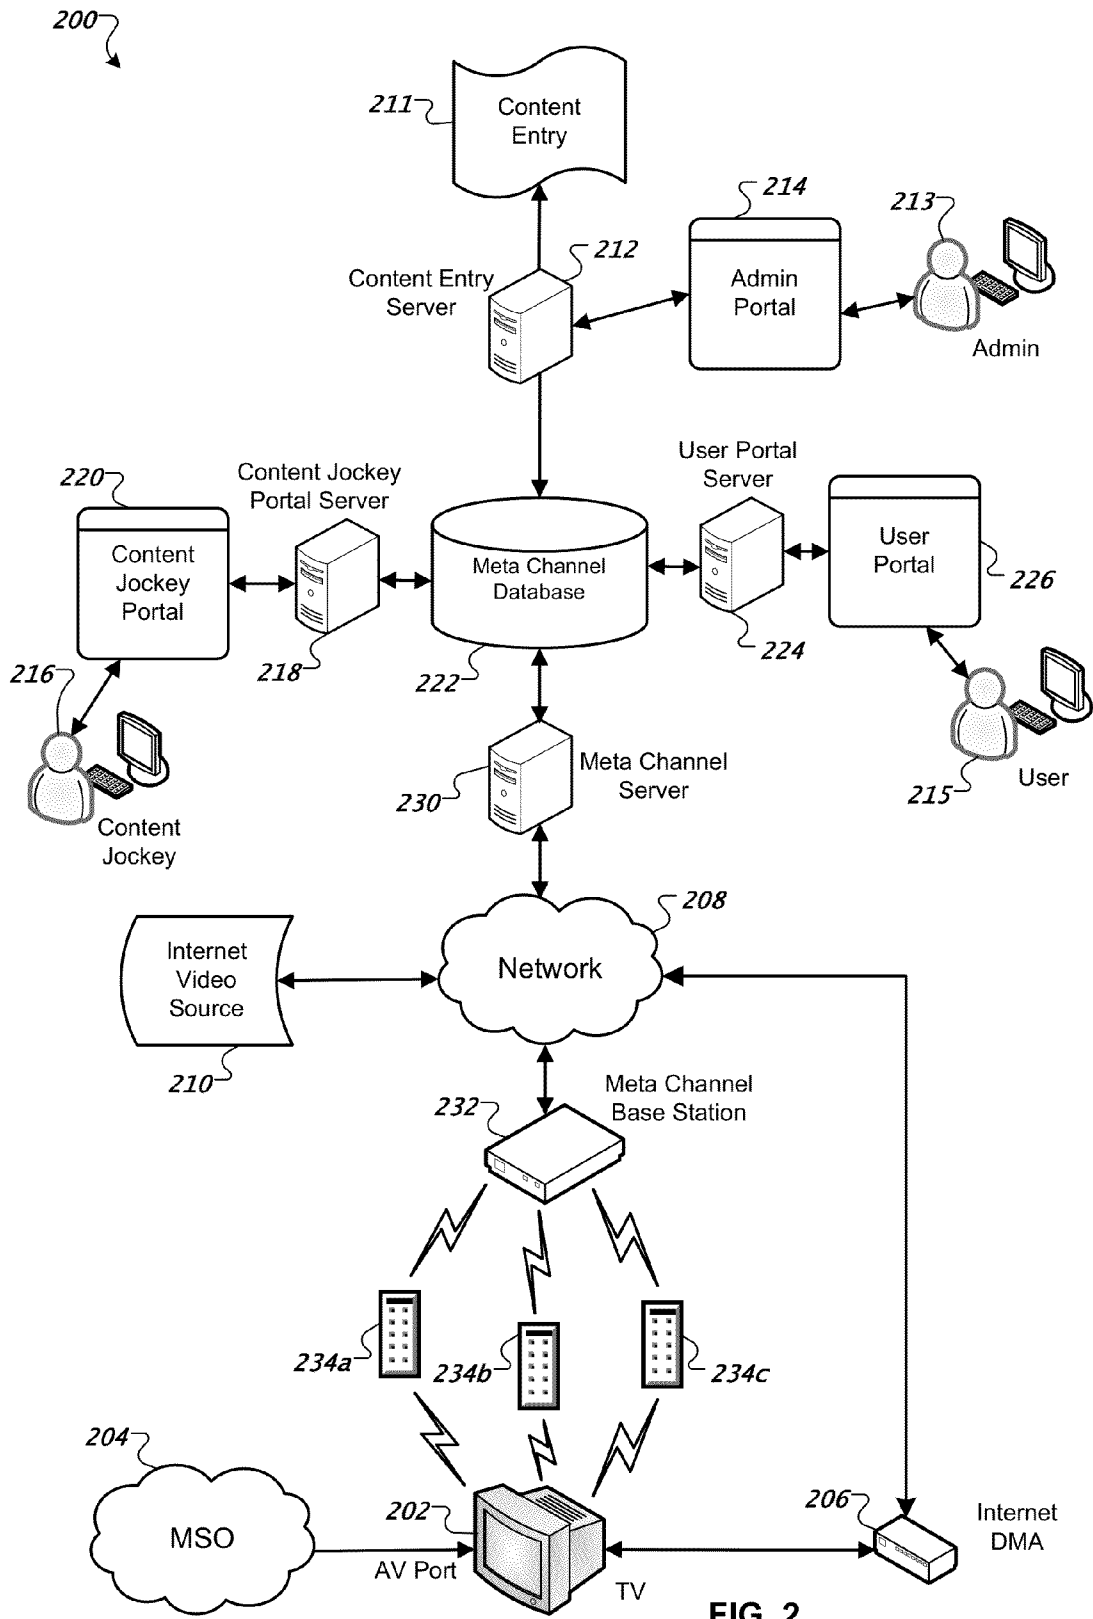 200
211
Content
Entry
214
213
212
Content Entry
Server
Admin
Portal
Admin
220
Content Jockey
Portal Server
User Portal
Server
Content
Jockey
Portal
Meta Channel
Database
User
Portal
226
216
218
222
224
Meta Channel
Server
230
215
User
Content
Jockey
208
Internet
Video
Source
Network
210
232
Meta Channel
Base Station
234a
234b
234c
204
MSO
202
AV Port
TV
206
Internet
DMA
FIG. 2